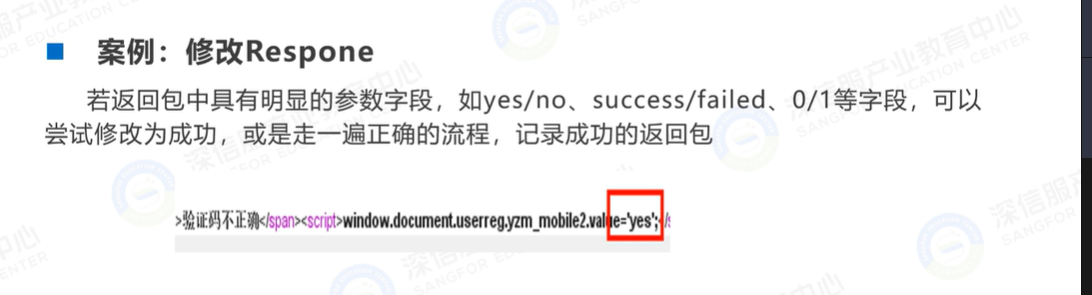 ■ 案例：修改Respone
若返回包中具有明显的参数字段，如yes/no、success/failed、0/1等字段，可以
尝试修改为成功，或是走一遍正确的流程，记录成功的返回包
>验证码不正确</span><script>window.document.userreg.yzm_mobile2.value='yes';</s
深信服产业教育中心
SANGFOR EDUCATION CENTER